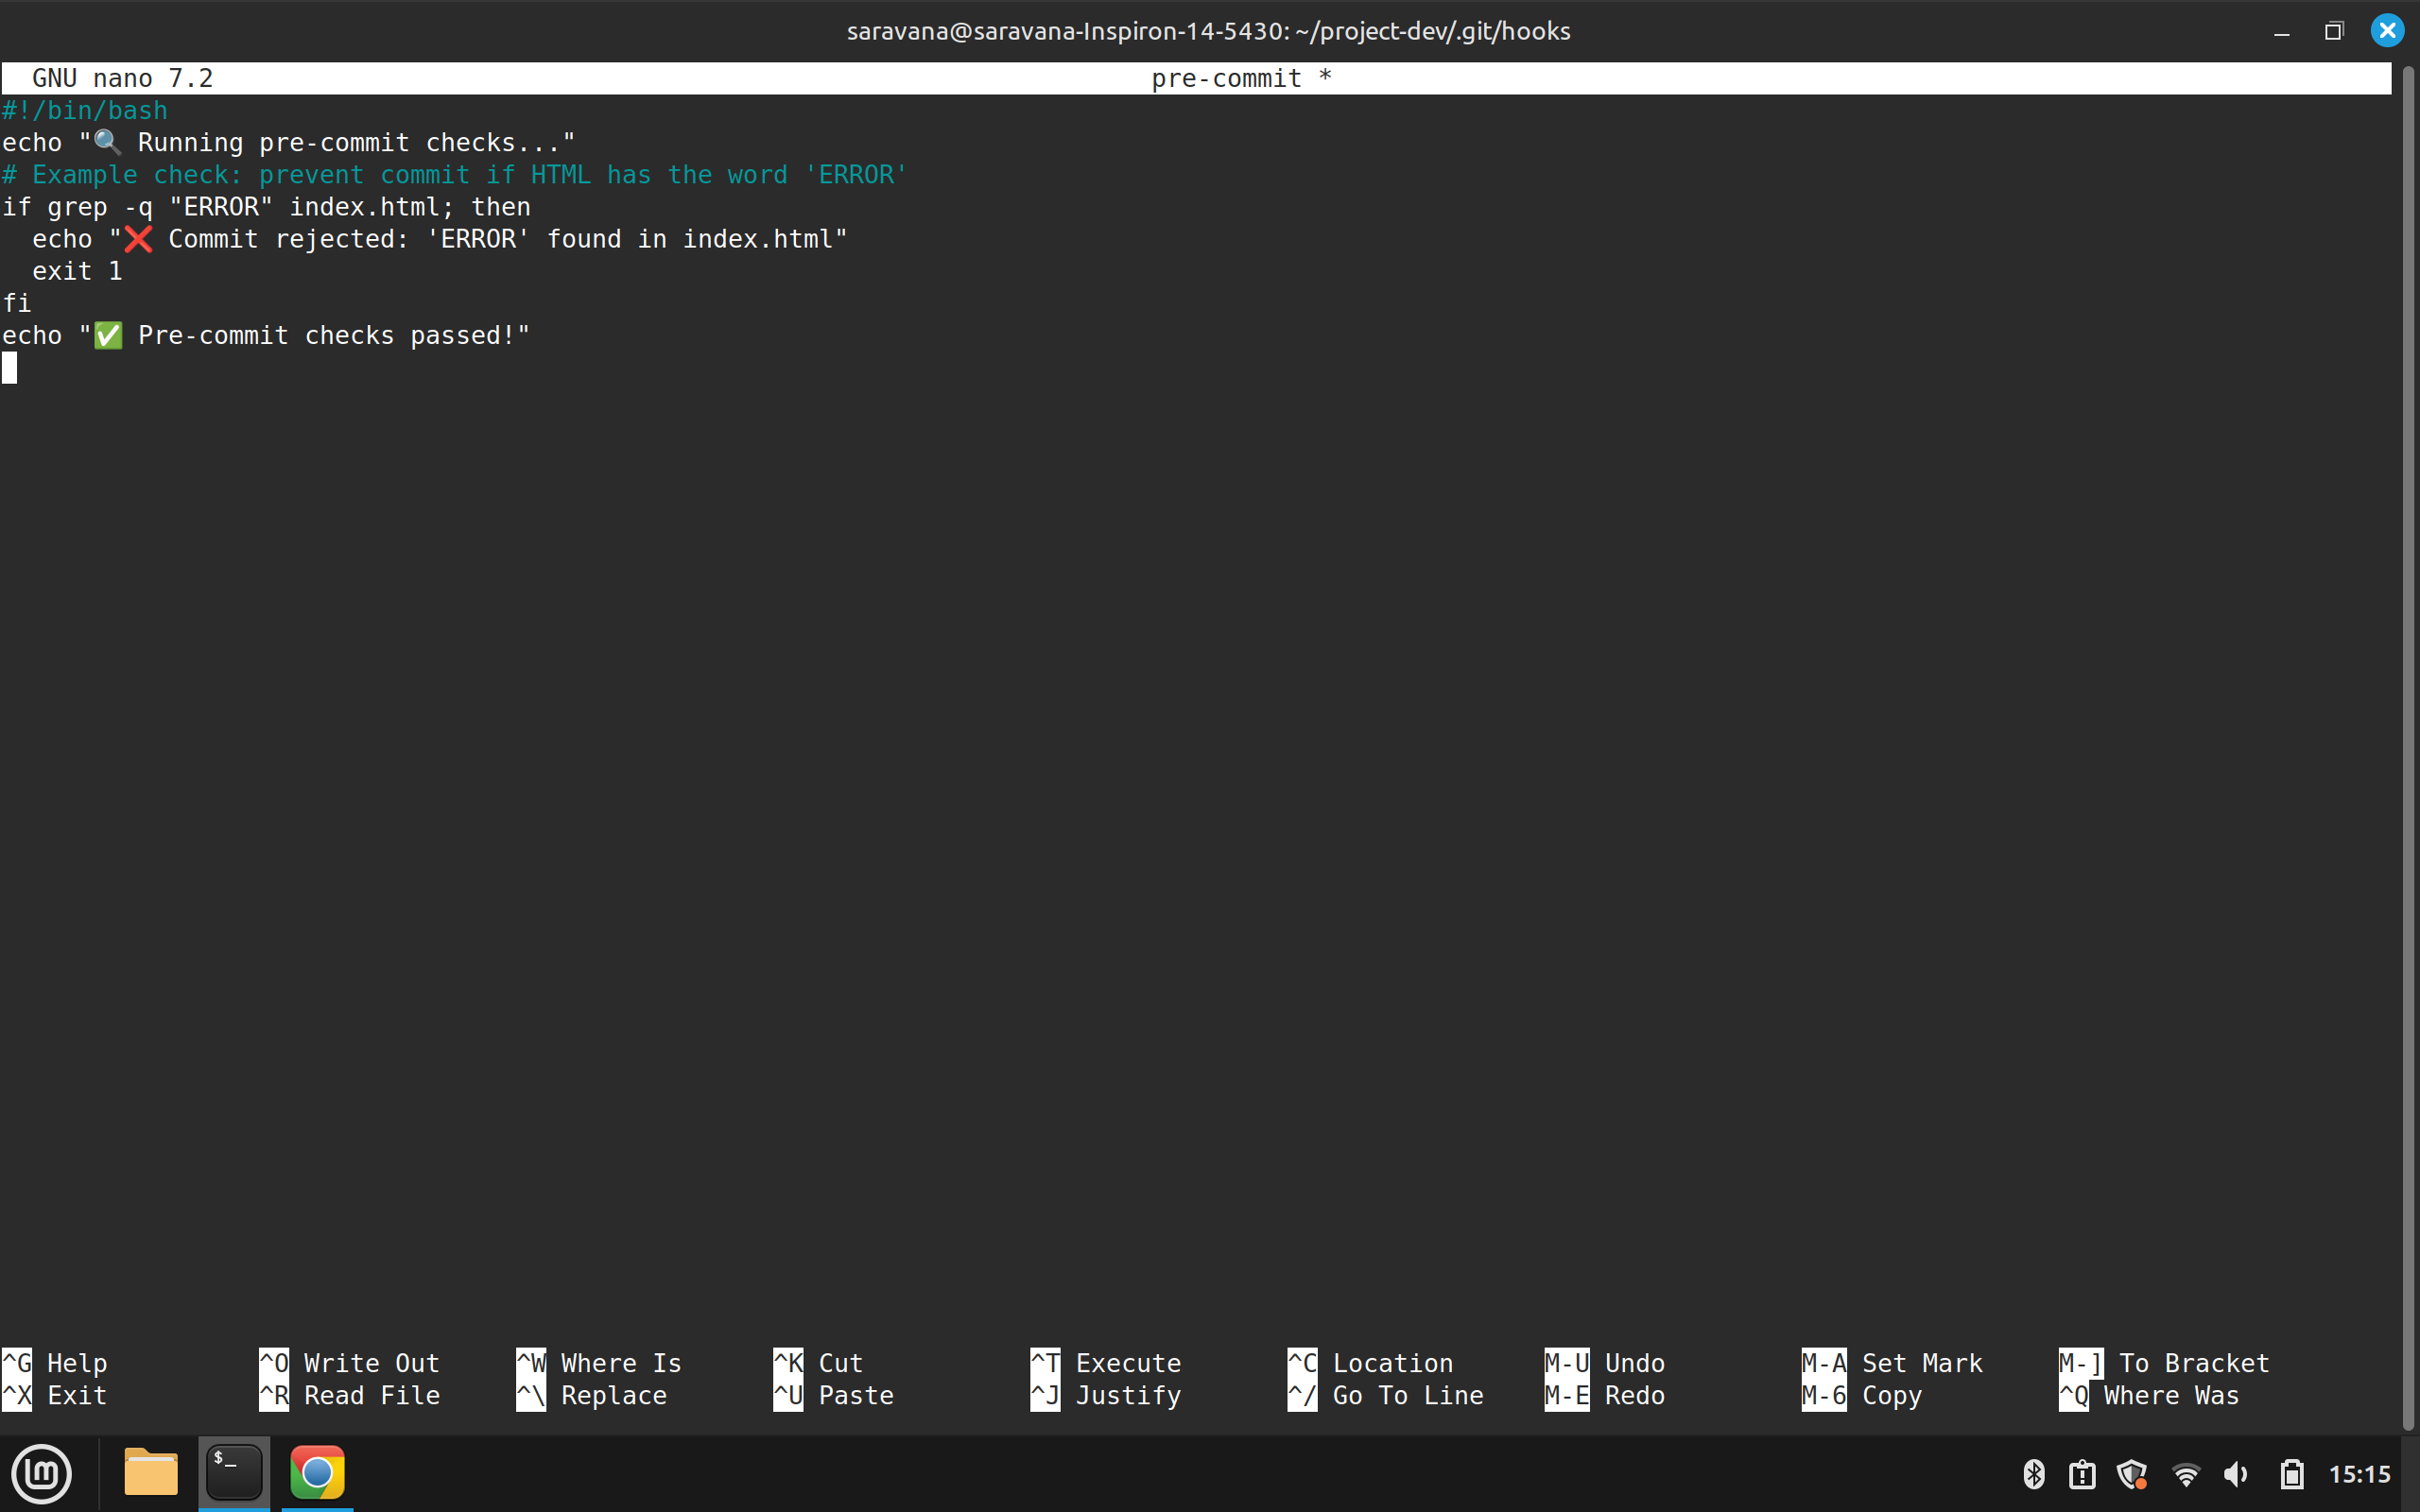 saravana@saravana-Inspiron-14-5430: ~/project-dev/.git/hooks
GNU nano 7.2 pre-commit *
#!/bin/bash
echo "🔍 Running pre-commit checks..."
# Example check: prevent commit if HTML has the word 'ERROR'
if grep -q "ERROR" index.html; then
  echo "❌ Commit rejected: 'ERROR' found in index.html"
  exit 1
fi
echo "✅ Pre-commit checks passed!"
^G Help ^O Write Out ^W Where Is ^K Cut ^T Execute ^C Location M-U Undo M-A Set Mark M-] To Bracket
^X Exit ^R Read File ^\ Replace ^U Paste ^J Justify ^/ Go To Line M-E Redo M-6 Copy ^Q Where Was
$_
15:15